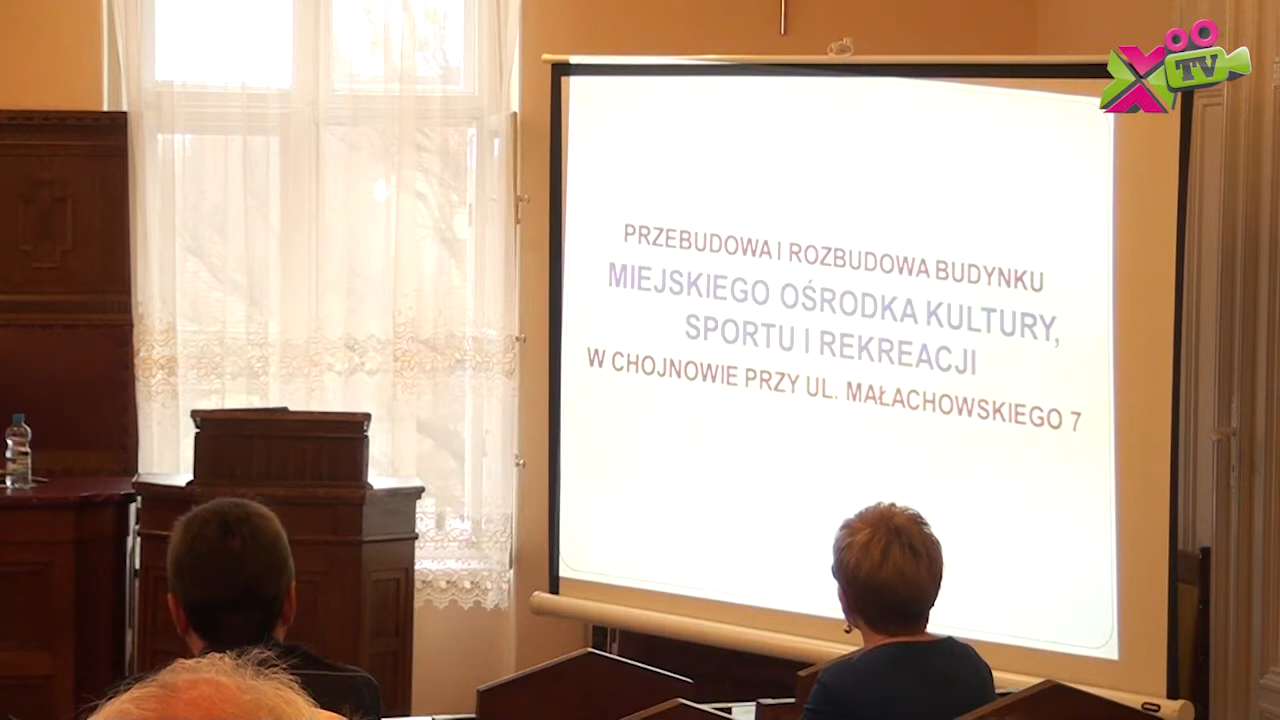 TV
PRZEBUDOWA I ROZBUDOWA BUDYNKU
MIEJSKIEGO OŚRODKA KULTURY,
SPORTU I REKREACJI
W CHOJNOWIE PRZY UL. MAŁACHOWSKIEGO 7